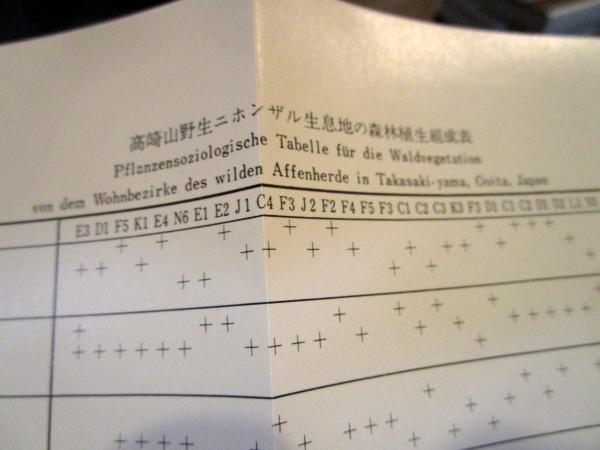 高崎山野生ニホンザル生息地の森林植生組成表
Pflanzensoziologische Tabelle für die Waldvegetation
von dem Wohnbezirke des wilden Affenherde in Takasaki-yama, Ooita, Japan
E3 D1 F5 K1 E4 N6 E1 E2 J1 C4 F3 J2 F2 F4 F5 F3 C1 C2 C3 K3 F3 D1 C1 C2 D1 D2 L3
+ + + + +
+ + + + + + + + + + +
+ + + + + + +
+ + + + + + + +
+ + + + + + + + + +
+ + + + + + + + + + +
+ + + + +
+ + + + + + + + +